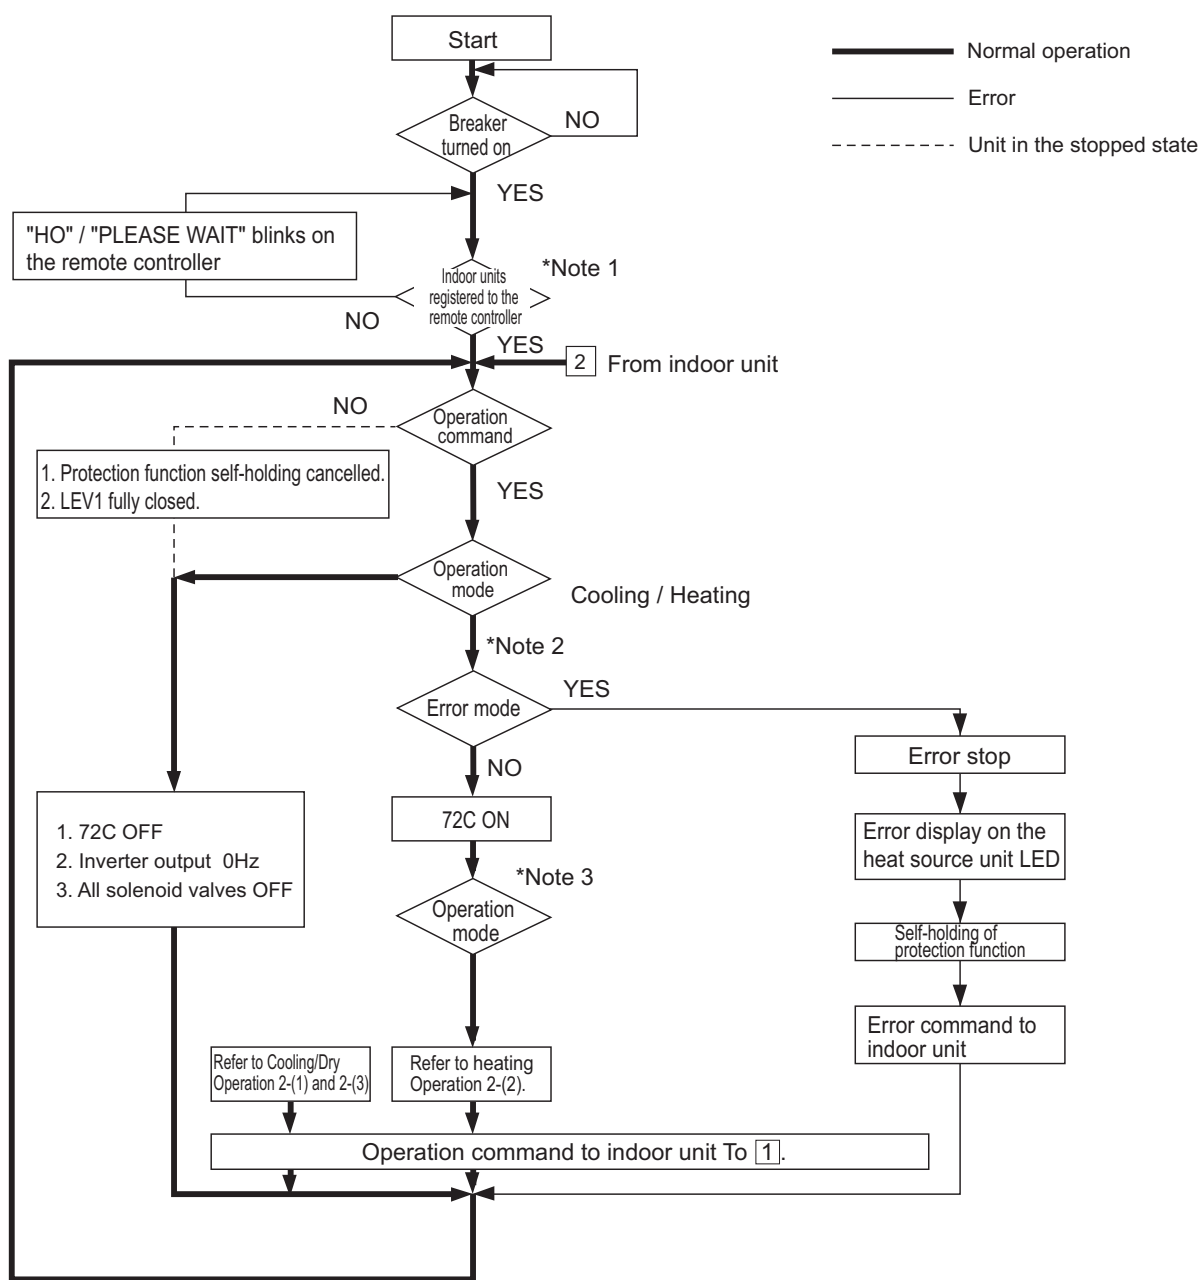 Start
Normal operation
Error
Unit in the stopped state
Breaker
turned on
NO
YES
"HO" / "PLEASE WAIT" blinks on
the remote controller
*Note 1
Indoor units
registered to the
remote controller
NO
YES
2 From indoor unit
NO
Operation
command
1. Protection function self-holding cancelled.
2. LEV1 fully closed.
YES
Operation
mode
Cooling / Heating
*Note 2
YES
Error mode
Error stop
NO
1. 72C OFF
2. Inverter output 0Hz
3. All solenoid valves OFF
72C ON
Error display on the
heat source unit LED
*Note 3
Operation
mode
Self-holding of
protection function
Error command to
indoor unit
Refer to Cooling/Dry
Operation 2-(1) and 2-(3)
Refer to heating
Operation 2-(2).
Operation command to indoor unit To 1.